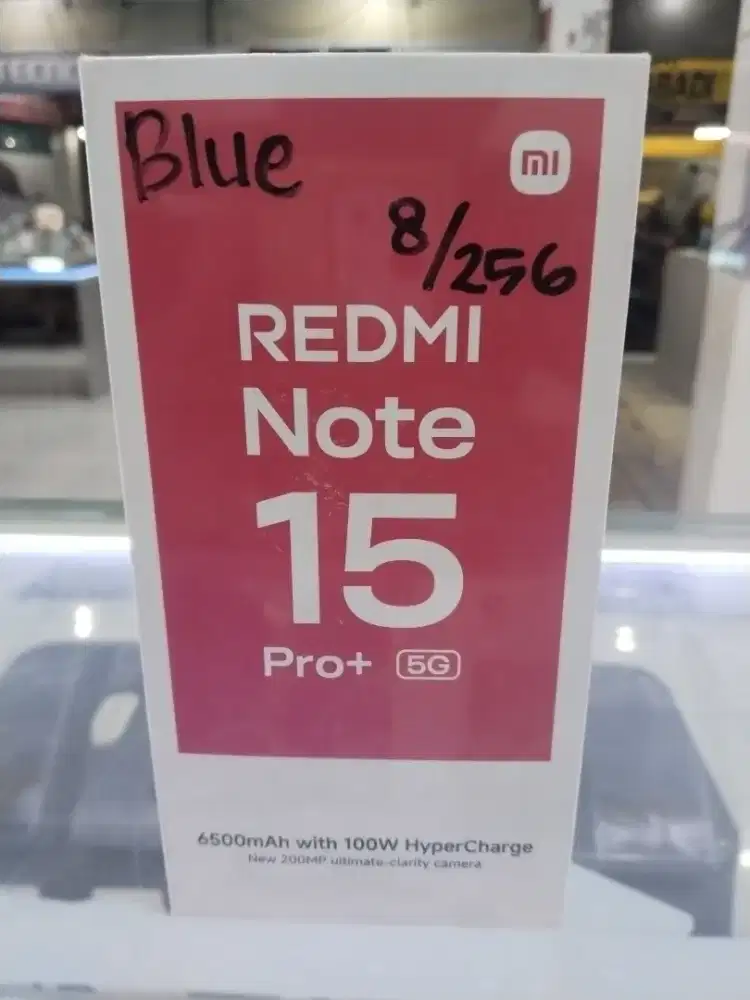 Blue
mi
8/256
REDMI
Note
15
Pro+ 5G
6500mAh with 100W HyperCharge
New 200MP ultimate-clarity camera